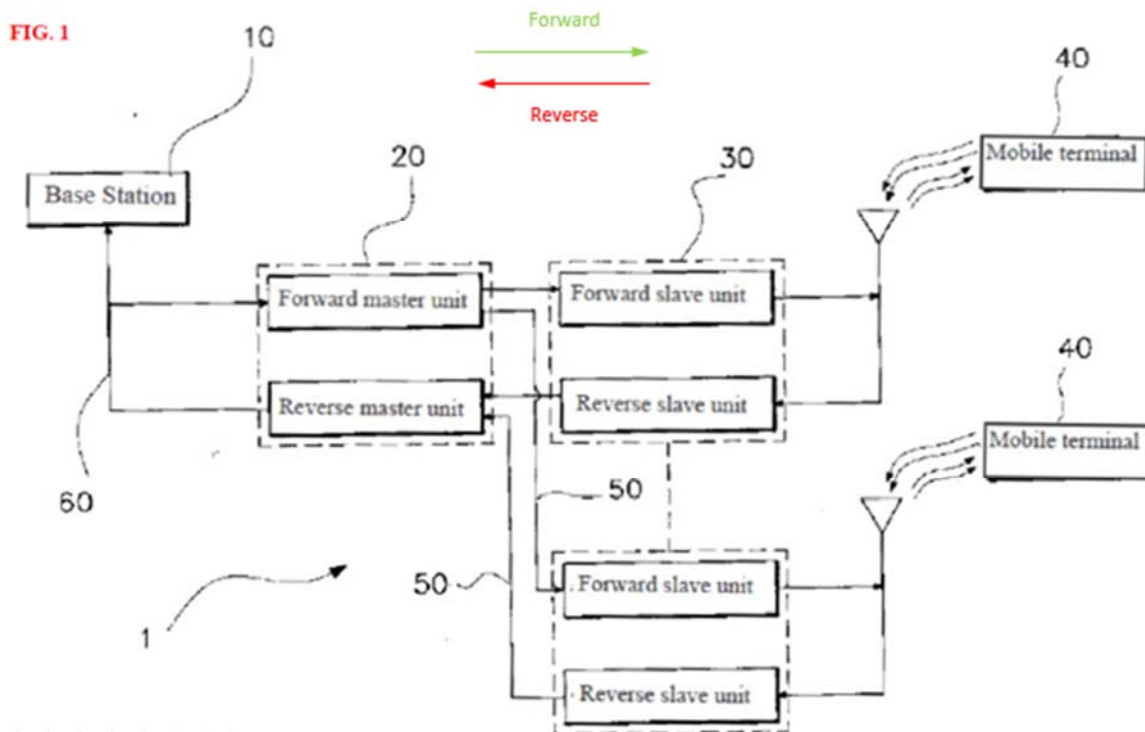 FIG. 1
Forward
Reverse
10
20
30
40
40
Base Station
Mobile terminal
Mobile terminal
Forward master unit
Reverse master unit
Forward slave unit
Reverse slave unit
60
50
50
1
Forward slave unit
Reverse slave unit